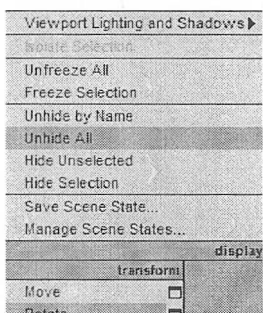 Viewport Lighting and Shadows
Isolate Selection
Unfreeze All
Freeze Selection
Unhide by Name
Unhide All
Hide Unselected
Hide Selection
Save Scene State...
Manage Scene States...
display
transform
Move
Rotate